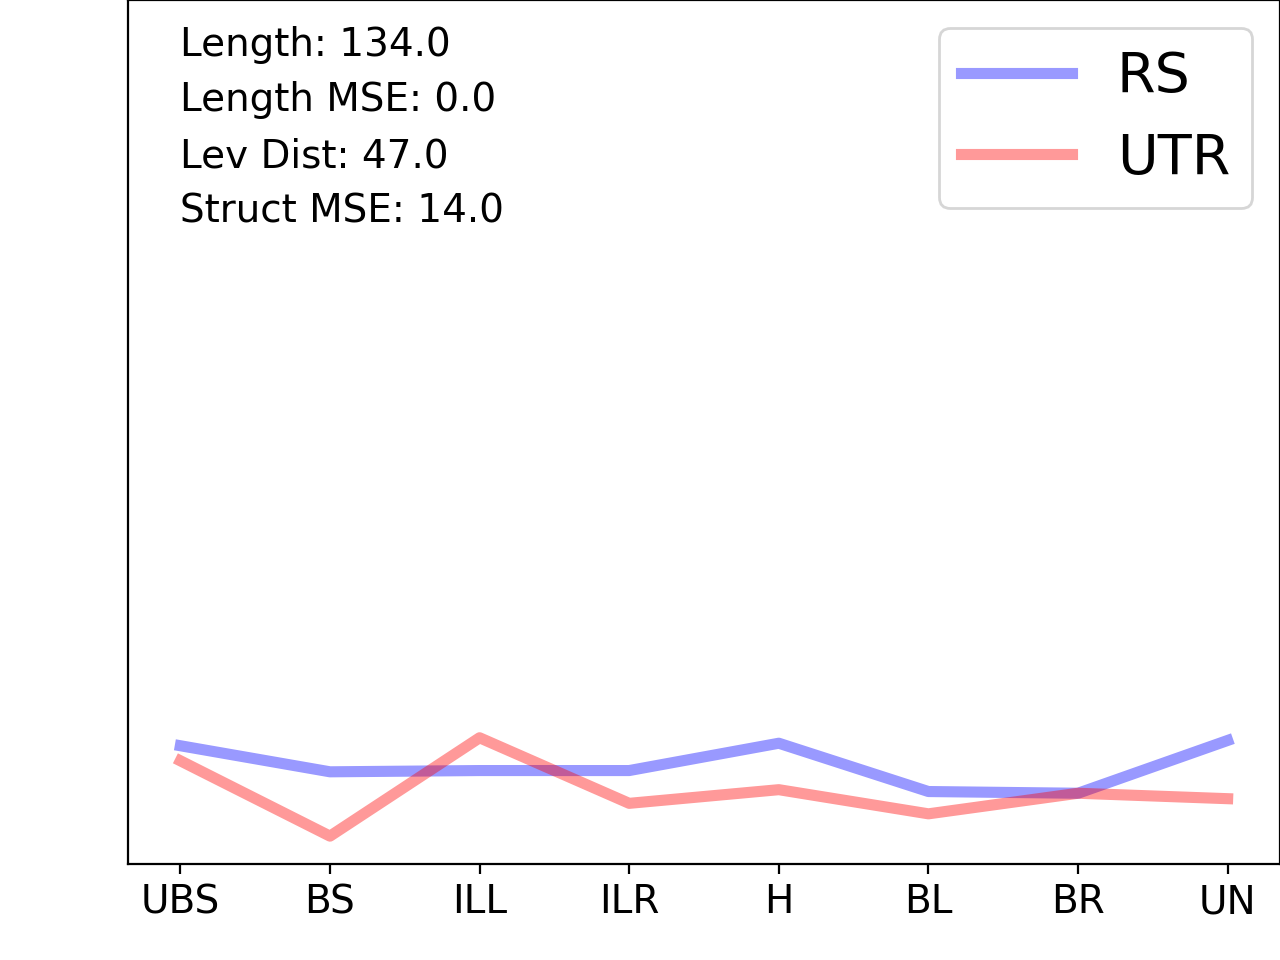 Length: 134.0
Length MSE: 0.0
Lev Dist: 47.0
Struct MSE: 14.0
RS
UTR
UBS BS ILL ILR H BL BR UN